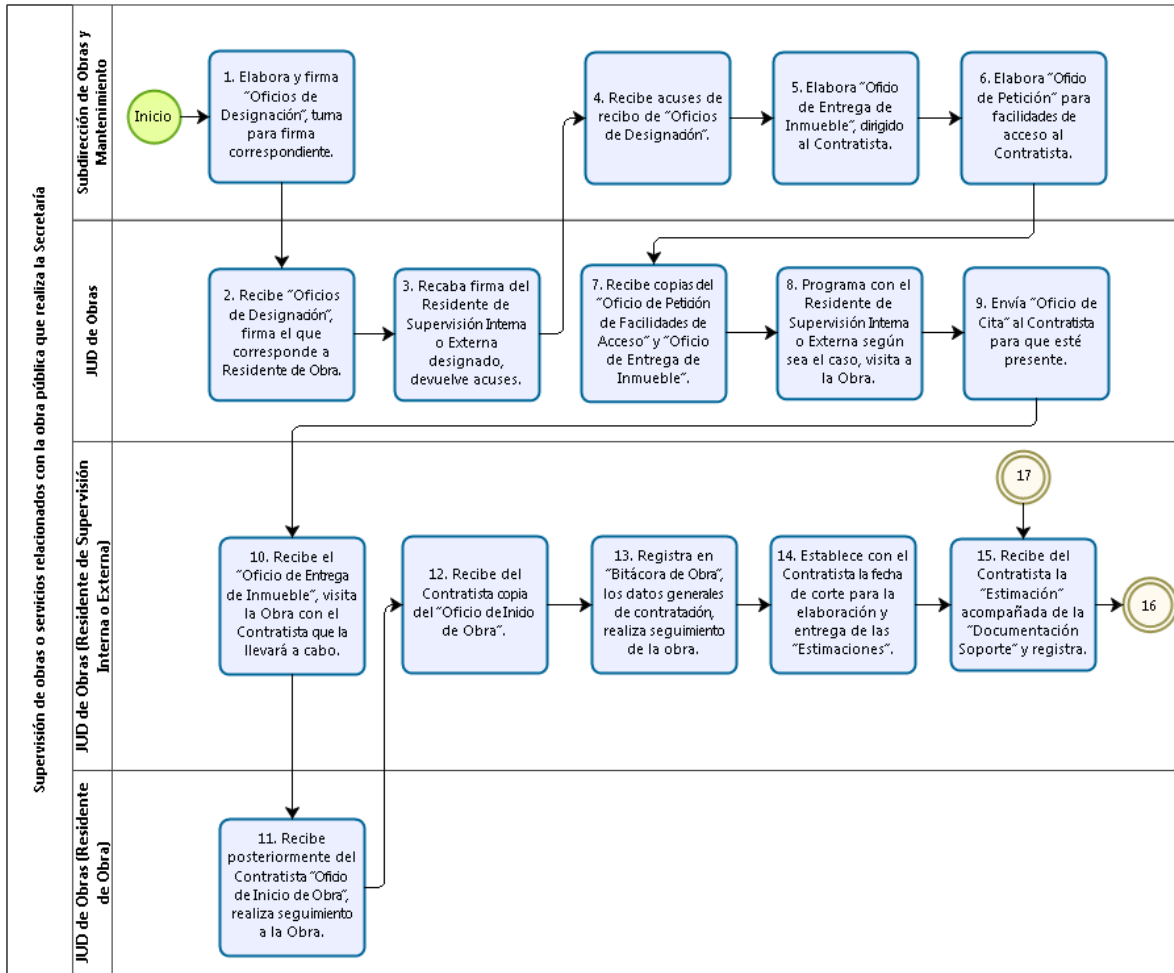 Supervisión de obras o servicios relacionados con la obra pública que realiza la Secretaría
Subdirección de Obras y
Mantenimiento
Inicio
1. Elabora y firma
"Oficios de
Designación", turna
para firma
correspondiente.
4. Recibe acuses de
recibo de "Oficios
de Designación".
5. Elabora "Oficio
de Entrega de
Inmueble", dirigido
al Contratista.
6. Elabora "Oficio
de Petición" para
facilidades de
acceso al
Contratista.
JUD de Obras
2. Recibe "Oficios
de Designación",
firma el que
corresponde a
Residente de Obra.
3. Recaba firma del
Residente de
Supervisión Interna
o Externa
designado,
devuelve acuses.
7. Recibe copias del
"Oficio de Petición
de Facilidades de
Acceso" y "Oficio
de Entrega de
Inmueble".
8. Programa con el
Residente de
Supervisión Interna
o Externa según
sea el caso, visita a
la Obra.
9. Envía "Oficio de
Cita" al Contratista
para que esté
presente.
JUD de Obras (Residente de Supervisión
Interna o Externa)
10. Recibe el
"Oficio de Entrega
de Inmueble", visita
la Obra con el
Contratista que la
llevará a cabo.
12. Recibe del
Contratista copia
del "Oficio de Inicio
de Obra".
13. Registra en
"Bitácora de Obra",
los datos generales
de contratación,
realiza seguimiento
de la obra.
14. Establece con el
Contratista la fecha
de corte para la
elaboración y
entrega de las
"Estimaciones".
17
15. Recibe del
Contratista la
"Estimación"
acompañada de la
"Documentación
Soporte" y registra.
16
JUD de Obras (Residente
de Obra)
11. Recibe
posteriormente del
Contratista "Oficio
de Inicio de Obra",
realiza seguimiento
a la Obra.